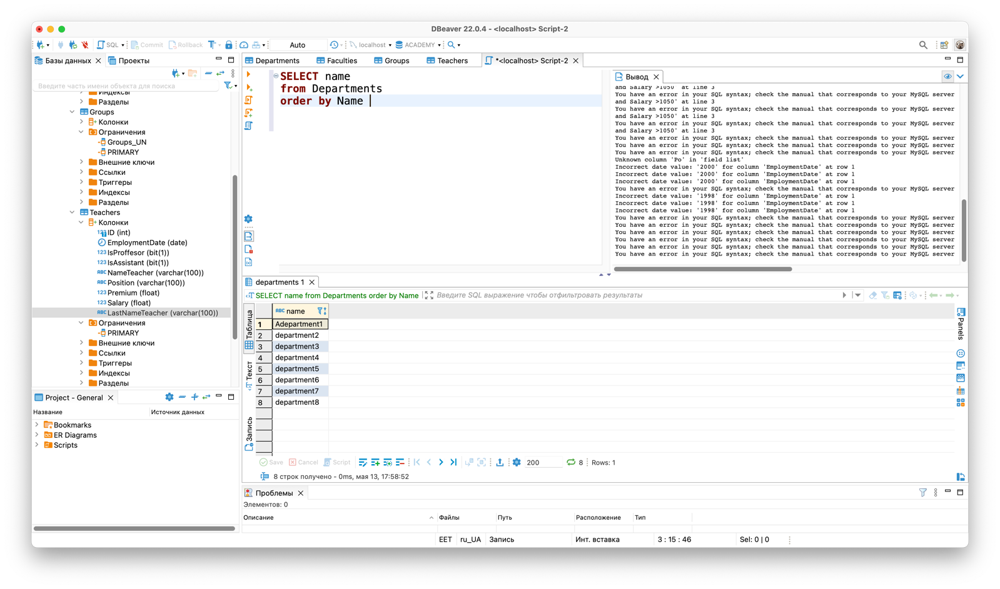 DBeaver 22.0.4 - <localhost> Script-2
SQL
Commit
Rollback
Auto
localhost
ACADEMY
Базы данных
Проекты
Введите часть имени объекта для поиска
Индексы
Разделы
Groups
Колонки
Ограничения
Groups_UN
PRIMARY
Внешние ключи
Ссылки
Триггеры
Индексы
Разделы
Teachers
Колонки
ID (int)
EmploymentDate (date)
IsProffesor (bit(1))
IsAssistant (bit(1))
NameTeacher (varchar(100))
Position (varchar(100))
Premium (float)
Salary (float)
LastNameTeacher (varchar(100))
Ограничения
PRIMARY
Внешние ключи
Ссылки
Триггеры
Индексы
Разделы
Project - General
Название Источник данных
Bookmarks
ER Diagrams
Scripts
Departments Faculties Groups Teachers *<localhost> Script-2
SELECT name
from Departments
order by Name
Вывод
and Salary >1050' at line 3
You have an error in your SQL syntax; check the manual that corresponds to your MySQL server
and Salary >1050' at line 3
You have an error in your SQL syntax; check the manual that corresponds to your MySQL server
and Salary >1050' at line 3
You have an error in your SQL syntax; check the manual that corresponds to your MySQL server
and Salary >1050' at line 3
You have an error in your SQL syntax; check the manual that corresponds to your MySQL server
You have an error in your SQL syntax; check the manual that corresponds to your MySQL server
You have an error in your SQL syntax; check the manual that corresponds to your MySQL server
Unknown column 'Po' in 'field list'
Incorrect date value: '2000' for column 'EmploymentDate' at row 1
Incorrect date value: '2000' for column 'EmploymentDate' at row 1
Incorrect date value: '2000' for column 'EmploymentDate' at row 1
You have an error in your SQL syntax; check the manual that corresponds to your MySQL server
Incorrect date value: '1998' for column 'EmploymentDate' at row 1
Incorrect date value: '1998' for column 'EmploymentDate' at row 1
Incorrect date value: '1998' for column 'EmploymentDate' at row 1
You have an error in your SQL syntax; check the manual that corresponds to your MySQL server
You have an error in your SQL syntax; check the manual that corresponds to your MySQL server
You have an error in your SQL syntax; check the manual that corresponds to your MySQL server
You have an error in your SQL syntax; check the manual that corresponds to your MySQL server
You have an error in your SQL syntax; check the manual that corresponds to your MySQL server
You have an error in your SQL syntax; check the manual that corresponds to your MySQL server
departments 1
SELECT name from Departments order by Name
Введите SQL выражение чтобы отфильтровать результаты
Таблица
Текст
Запись
ABC name
1 Adepartment1
2 department2
3 department3
4 department4
5 department5
6 department6
7 department7
8 department8
Panels
Save Cancel Script 200 8 Rows: 1
8 строк получено - 0ms, мая 13, 17:58:52
Проблемы
Элементов: 0
Описание Файлы Путь Расположение Тип
EET ru_UA Запись Инт. вставка 3 : 15 : 46 Sel: 0 | 0